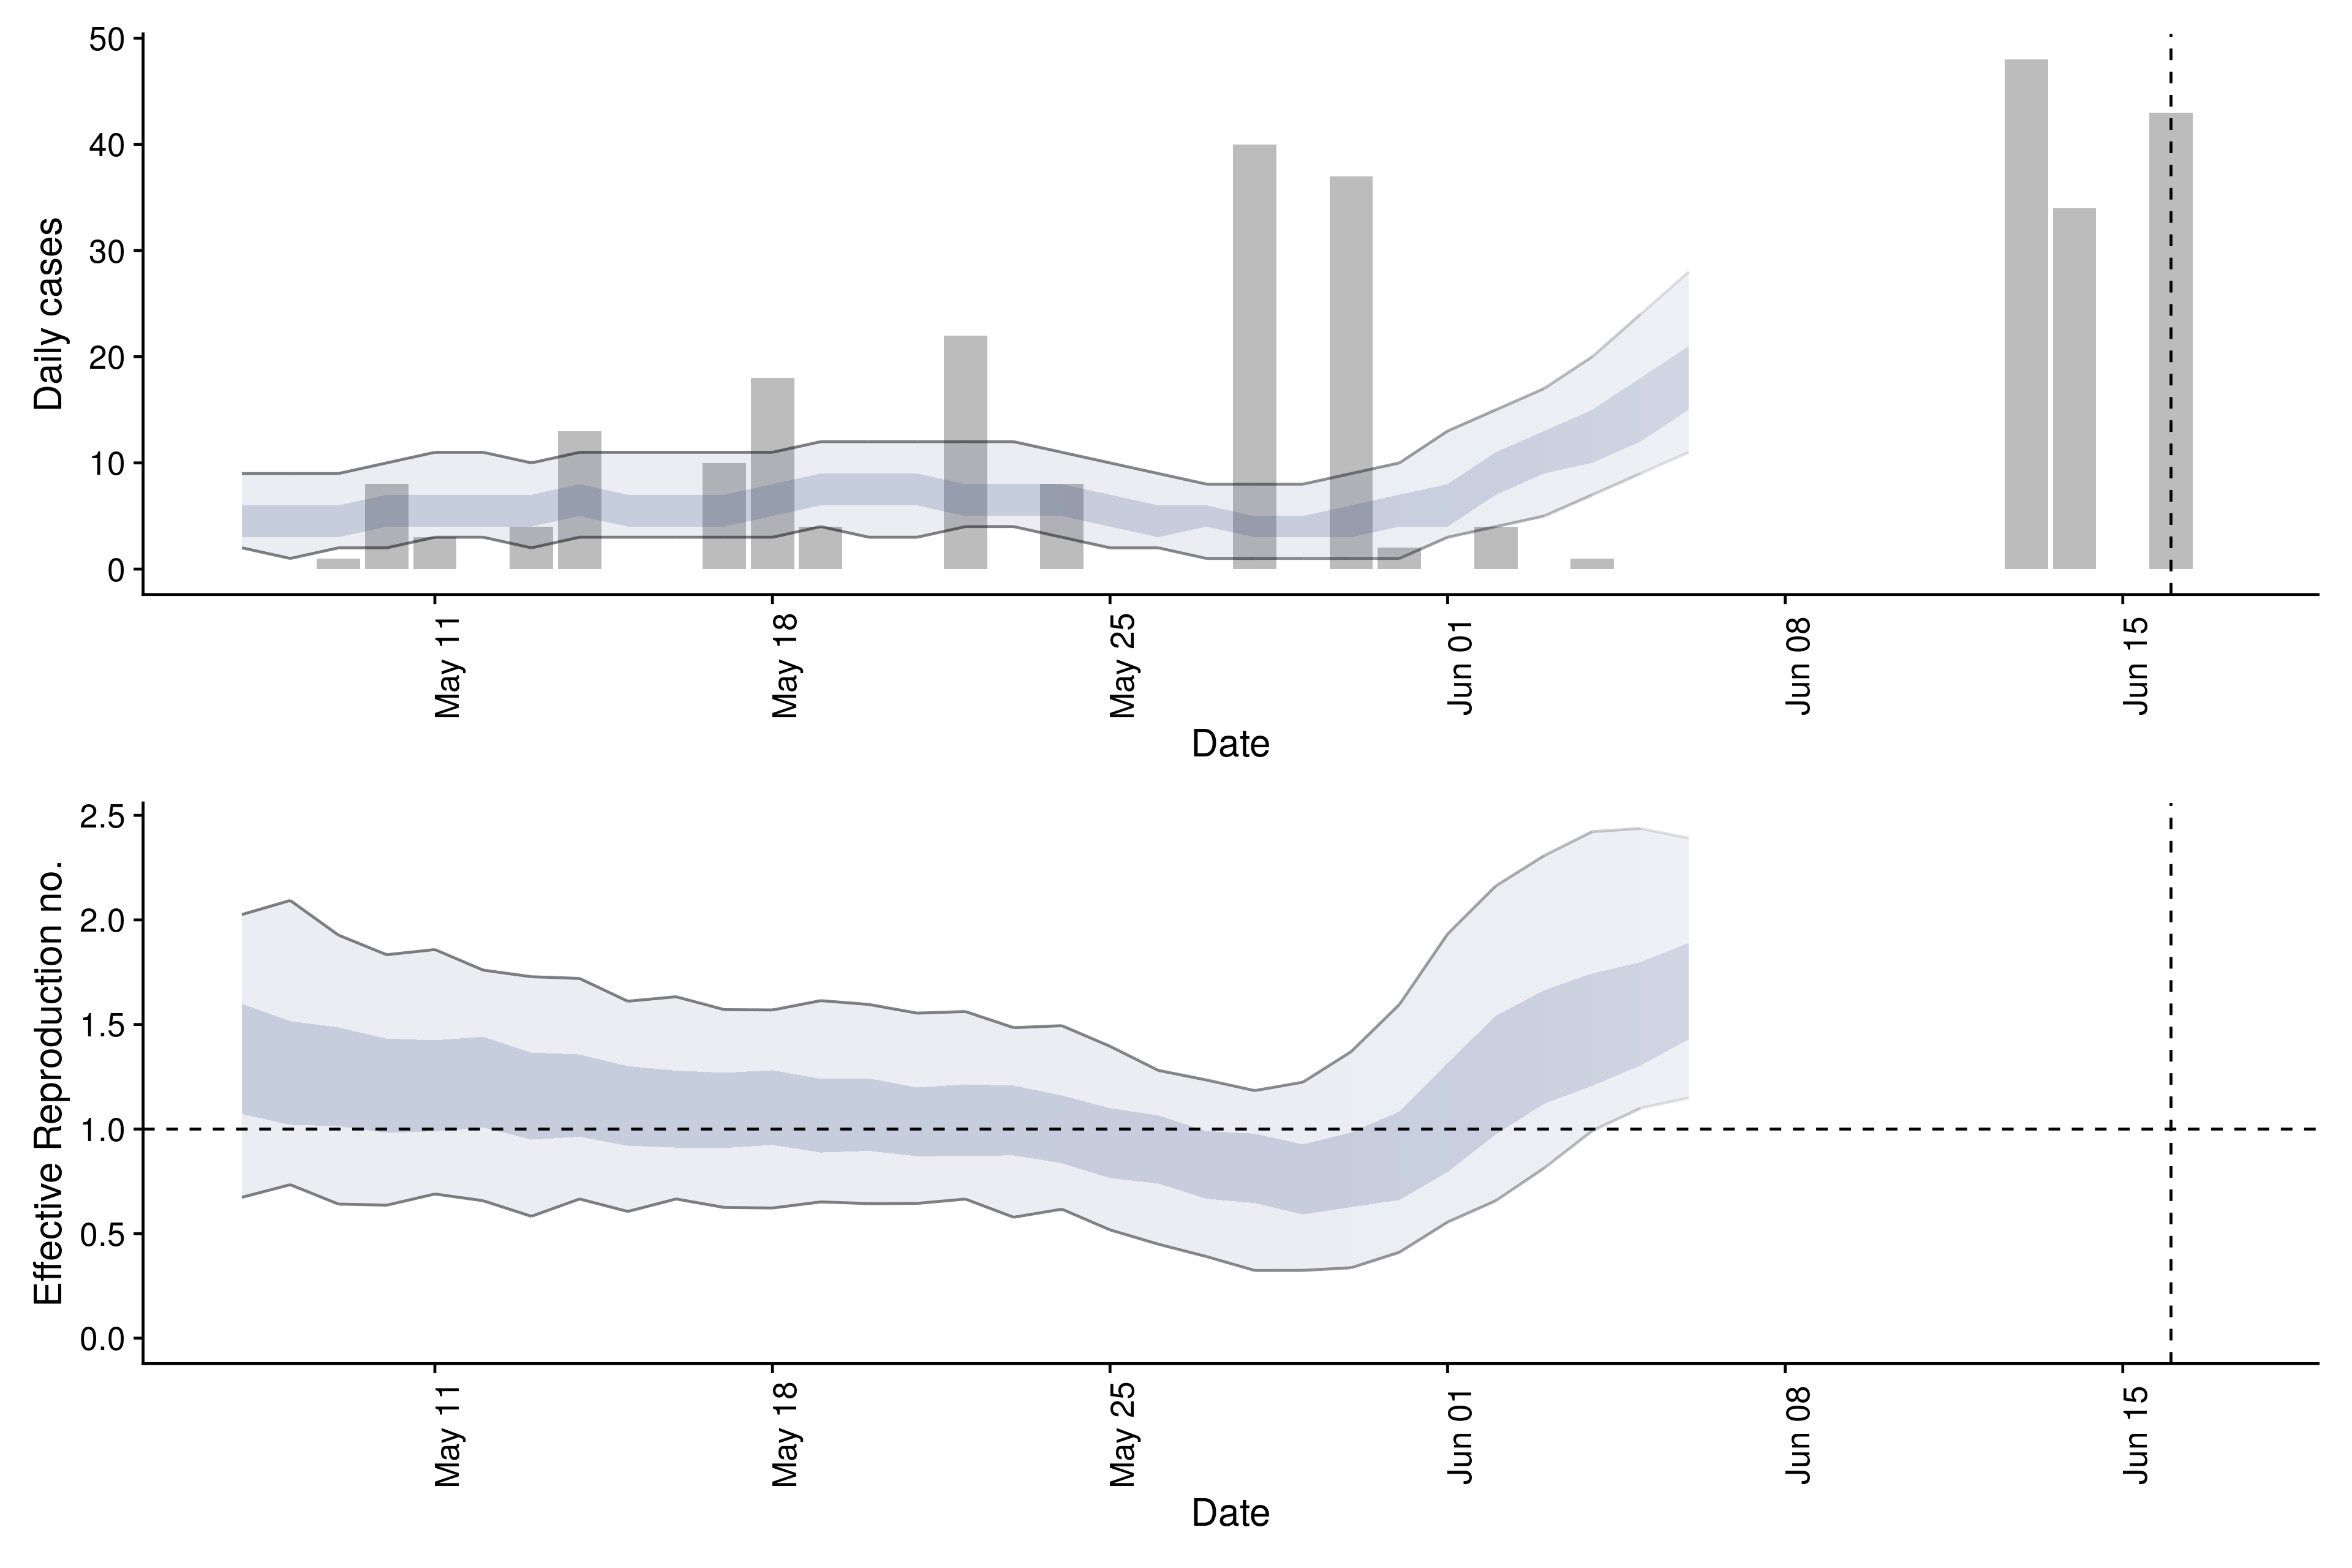 Daily cases
50
40
30
20
10
0
May 11
May 18
May 25
Jun 01
Jun 08
Jun 15
Date
Effective Reproduction no.
2.5
2.0
1.5
1.0
0.5
0.0
May 11
May 18
May 25
Jun 01
Jun 08
Jun 15
Date